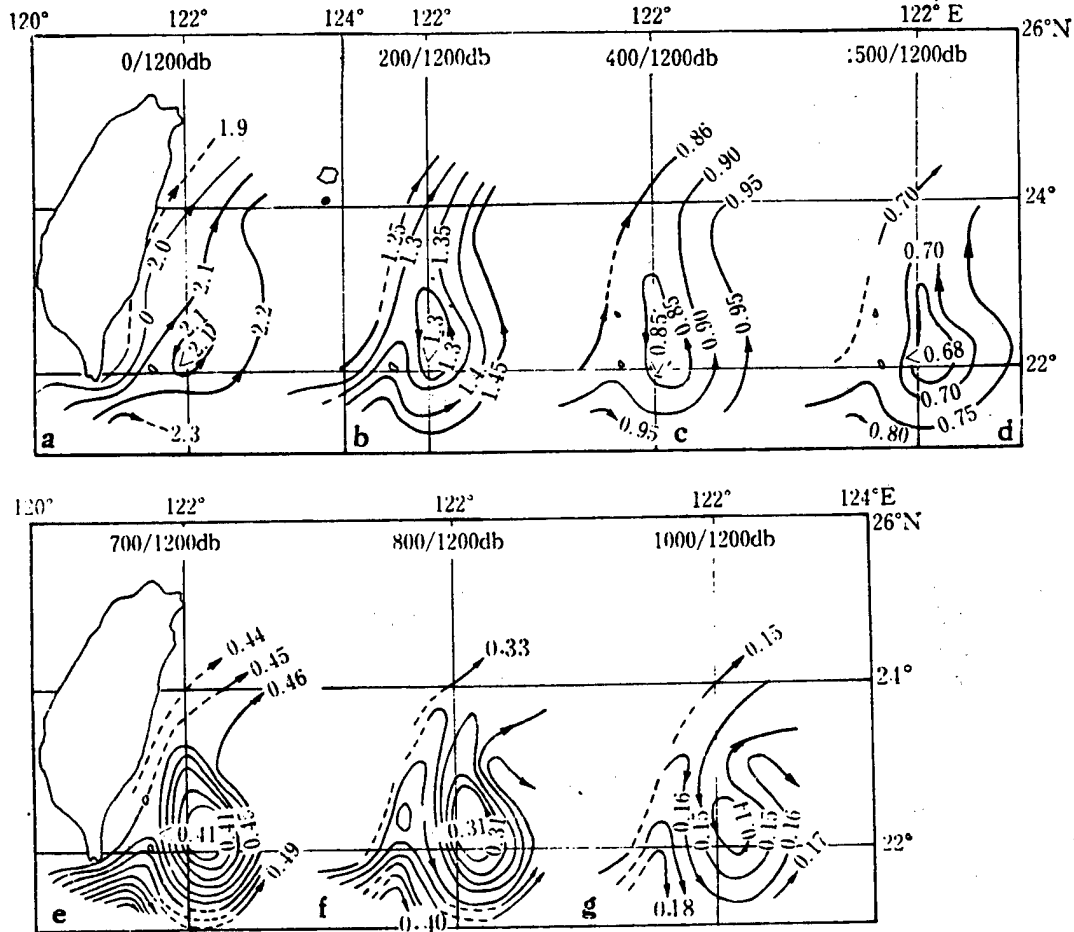 120° 122° 124° 122° 122° 122° E
26° N
0/1200db 200/1200db 400/1200db :500/1200db
1.9 0.86 0.90 0.95 0.70
24°
2.0 2.1 2.2 0 1.25 1.3 1.35 0.70
<1.3 1.3 <0.85 0.85 0.90 0.95 <0.68
22°
1.4 1.45 0.70 0.75
2.3 0.95 0.80
a b c d
122° 122° 122° 124°E
26°N
700/1200db 800/1200db 1000/1200db
0.44 0.45 0.46 0.33 0.15
24°
<0.41 0.41 0.31 0.31 0.16 0.15 0.14 0.15 0.16 0.17
22°
0.49
0.40 0.18
e f g